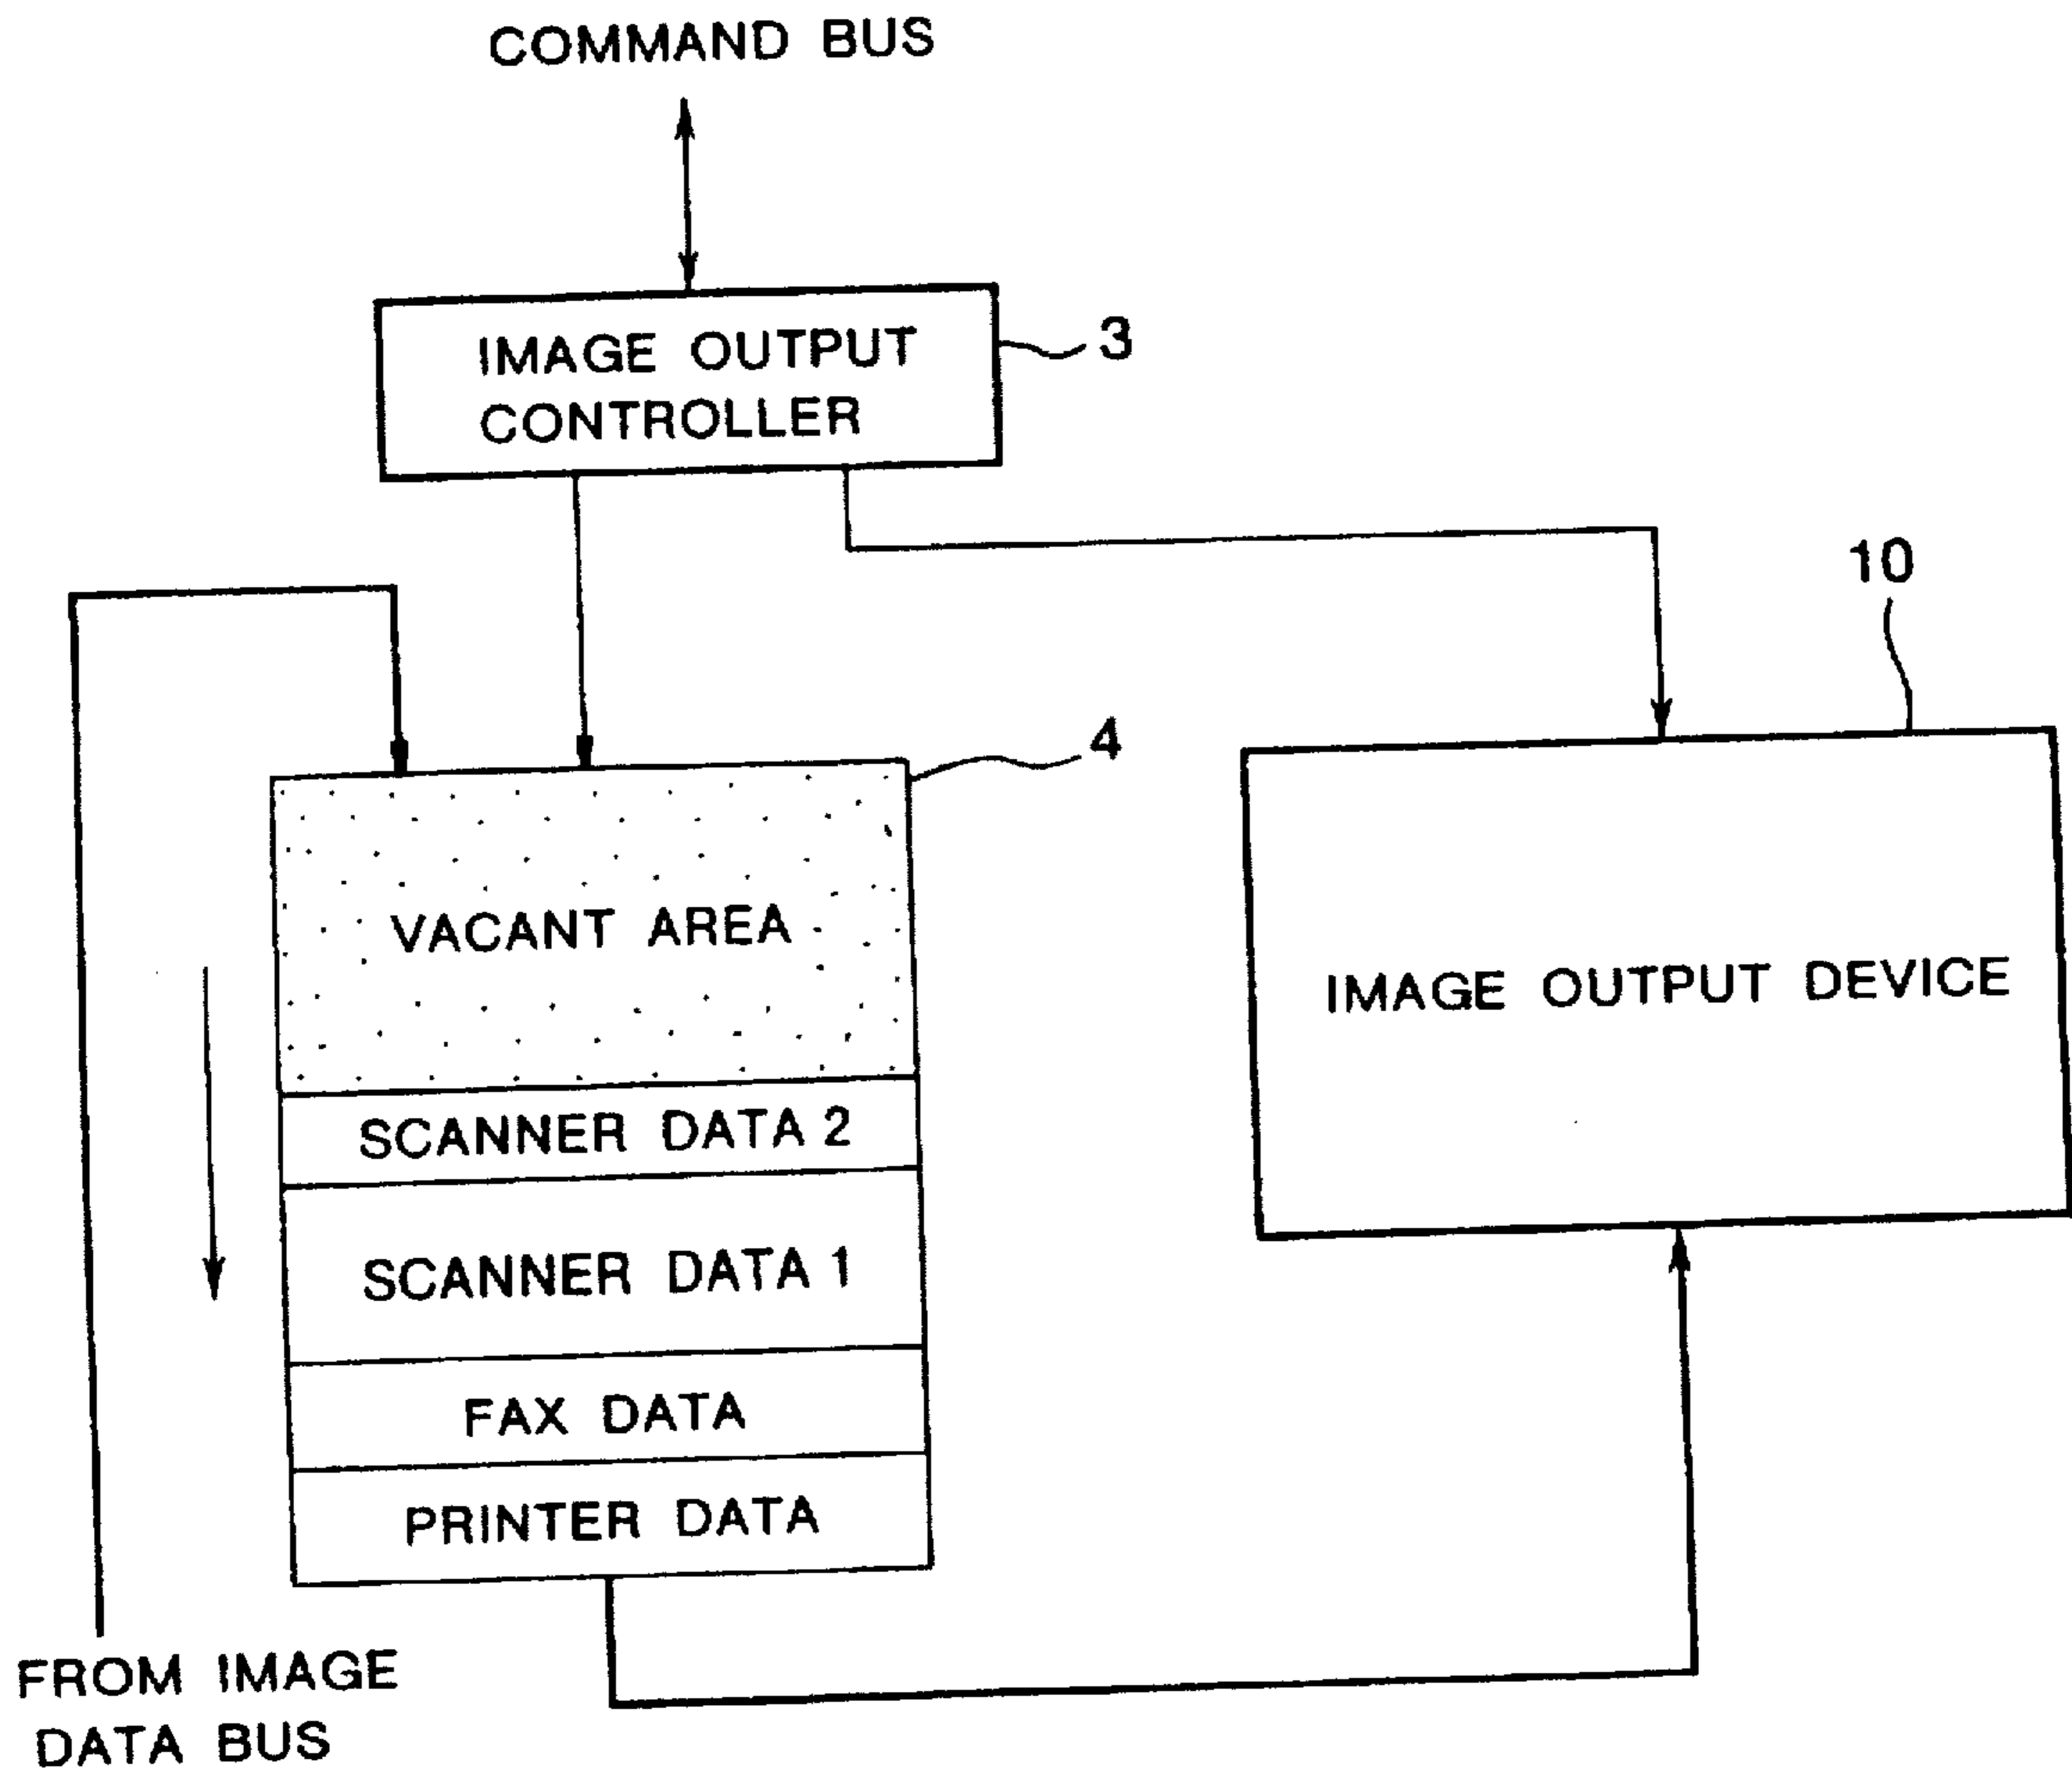 COMMAND BUS
IMAGE OUTPUT
CONTROLLER
3
10
4
VACANT AREA
IMAGE OUTPUT DEVICE
SCANNER DATA 2
SCANNER DATA 1
FAX DATA
PRINTER DATA
FROM IMAGE
DATA BUS